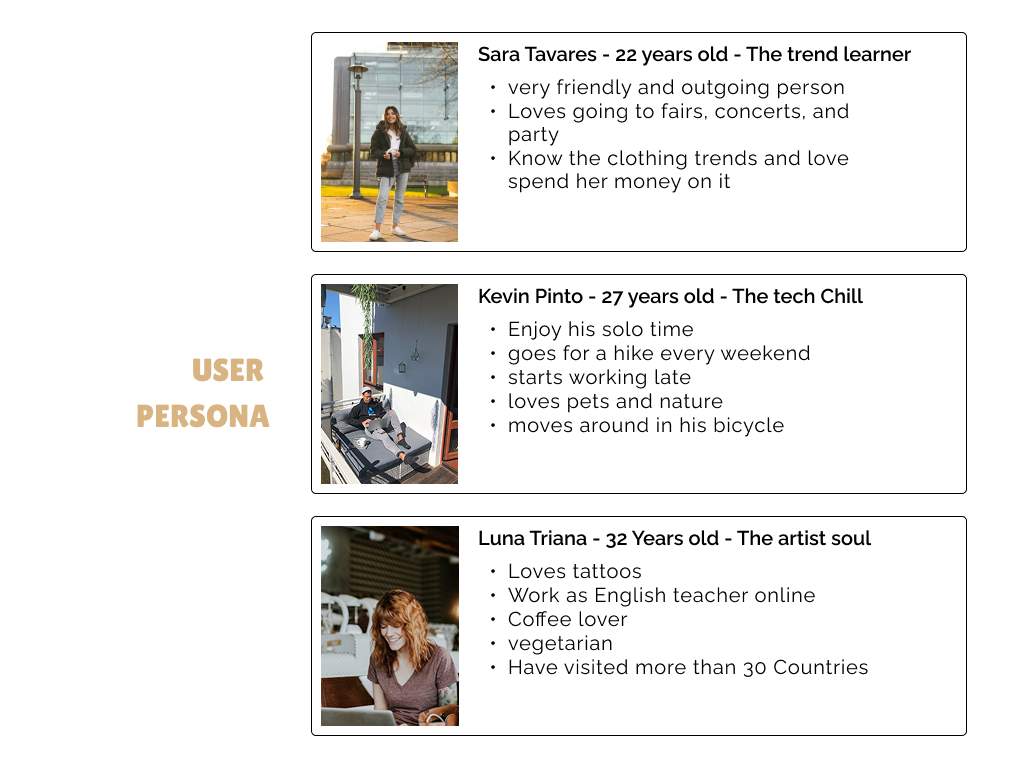 USER
PERSONA
Sara Tavares - 22 years old - The trend learner
• very friendly and outgoing person
• Loves going to fairs, concerts, and
party
• Know the clothing trends and love
spend her money on it
Kevin Pinto - 27 years old - The tech Chill
• Enjoy his solo time
• goes for a hike every weekend
• starts working late
• loves pets and nature
• moves around in his bicycle
Luna Triana - 32 Years old - The artist soul
• Loves tattoos
• Work as English teacher online
• Coffee lover
• vegetarian
• Have visited more than 30 Countries